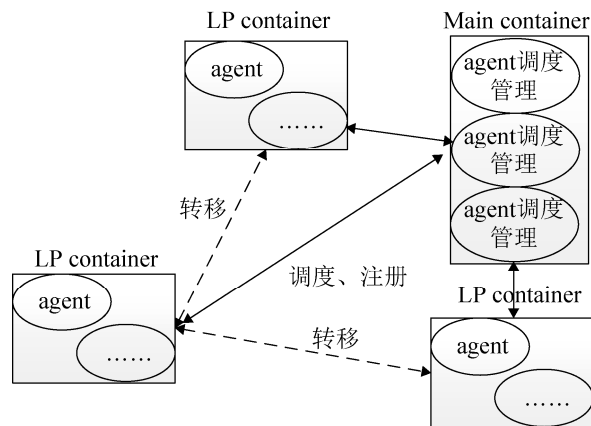 LP container
agent
……
Main container
agent调度
管理
agent调度
管理
agent调度
管理
转移
调度、注册
LP container
agent
……
转移
LP container
agent
……